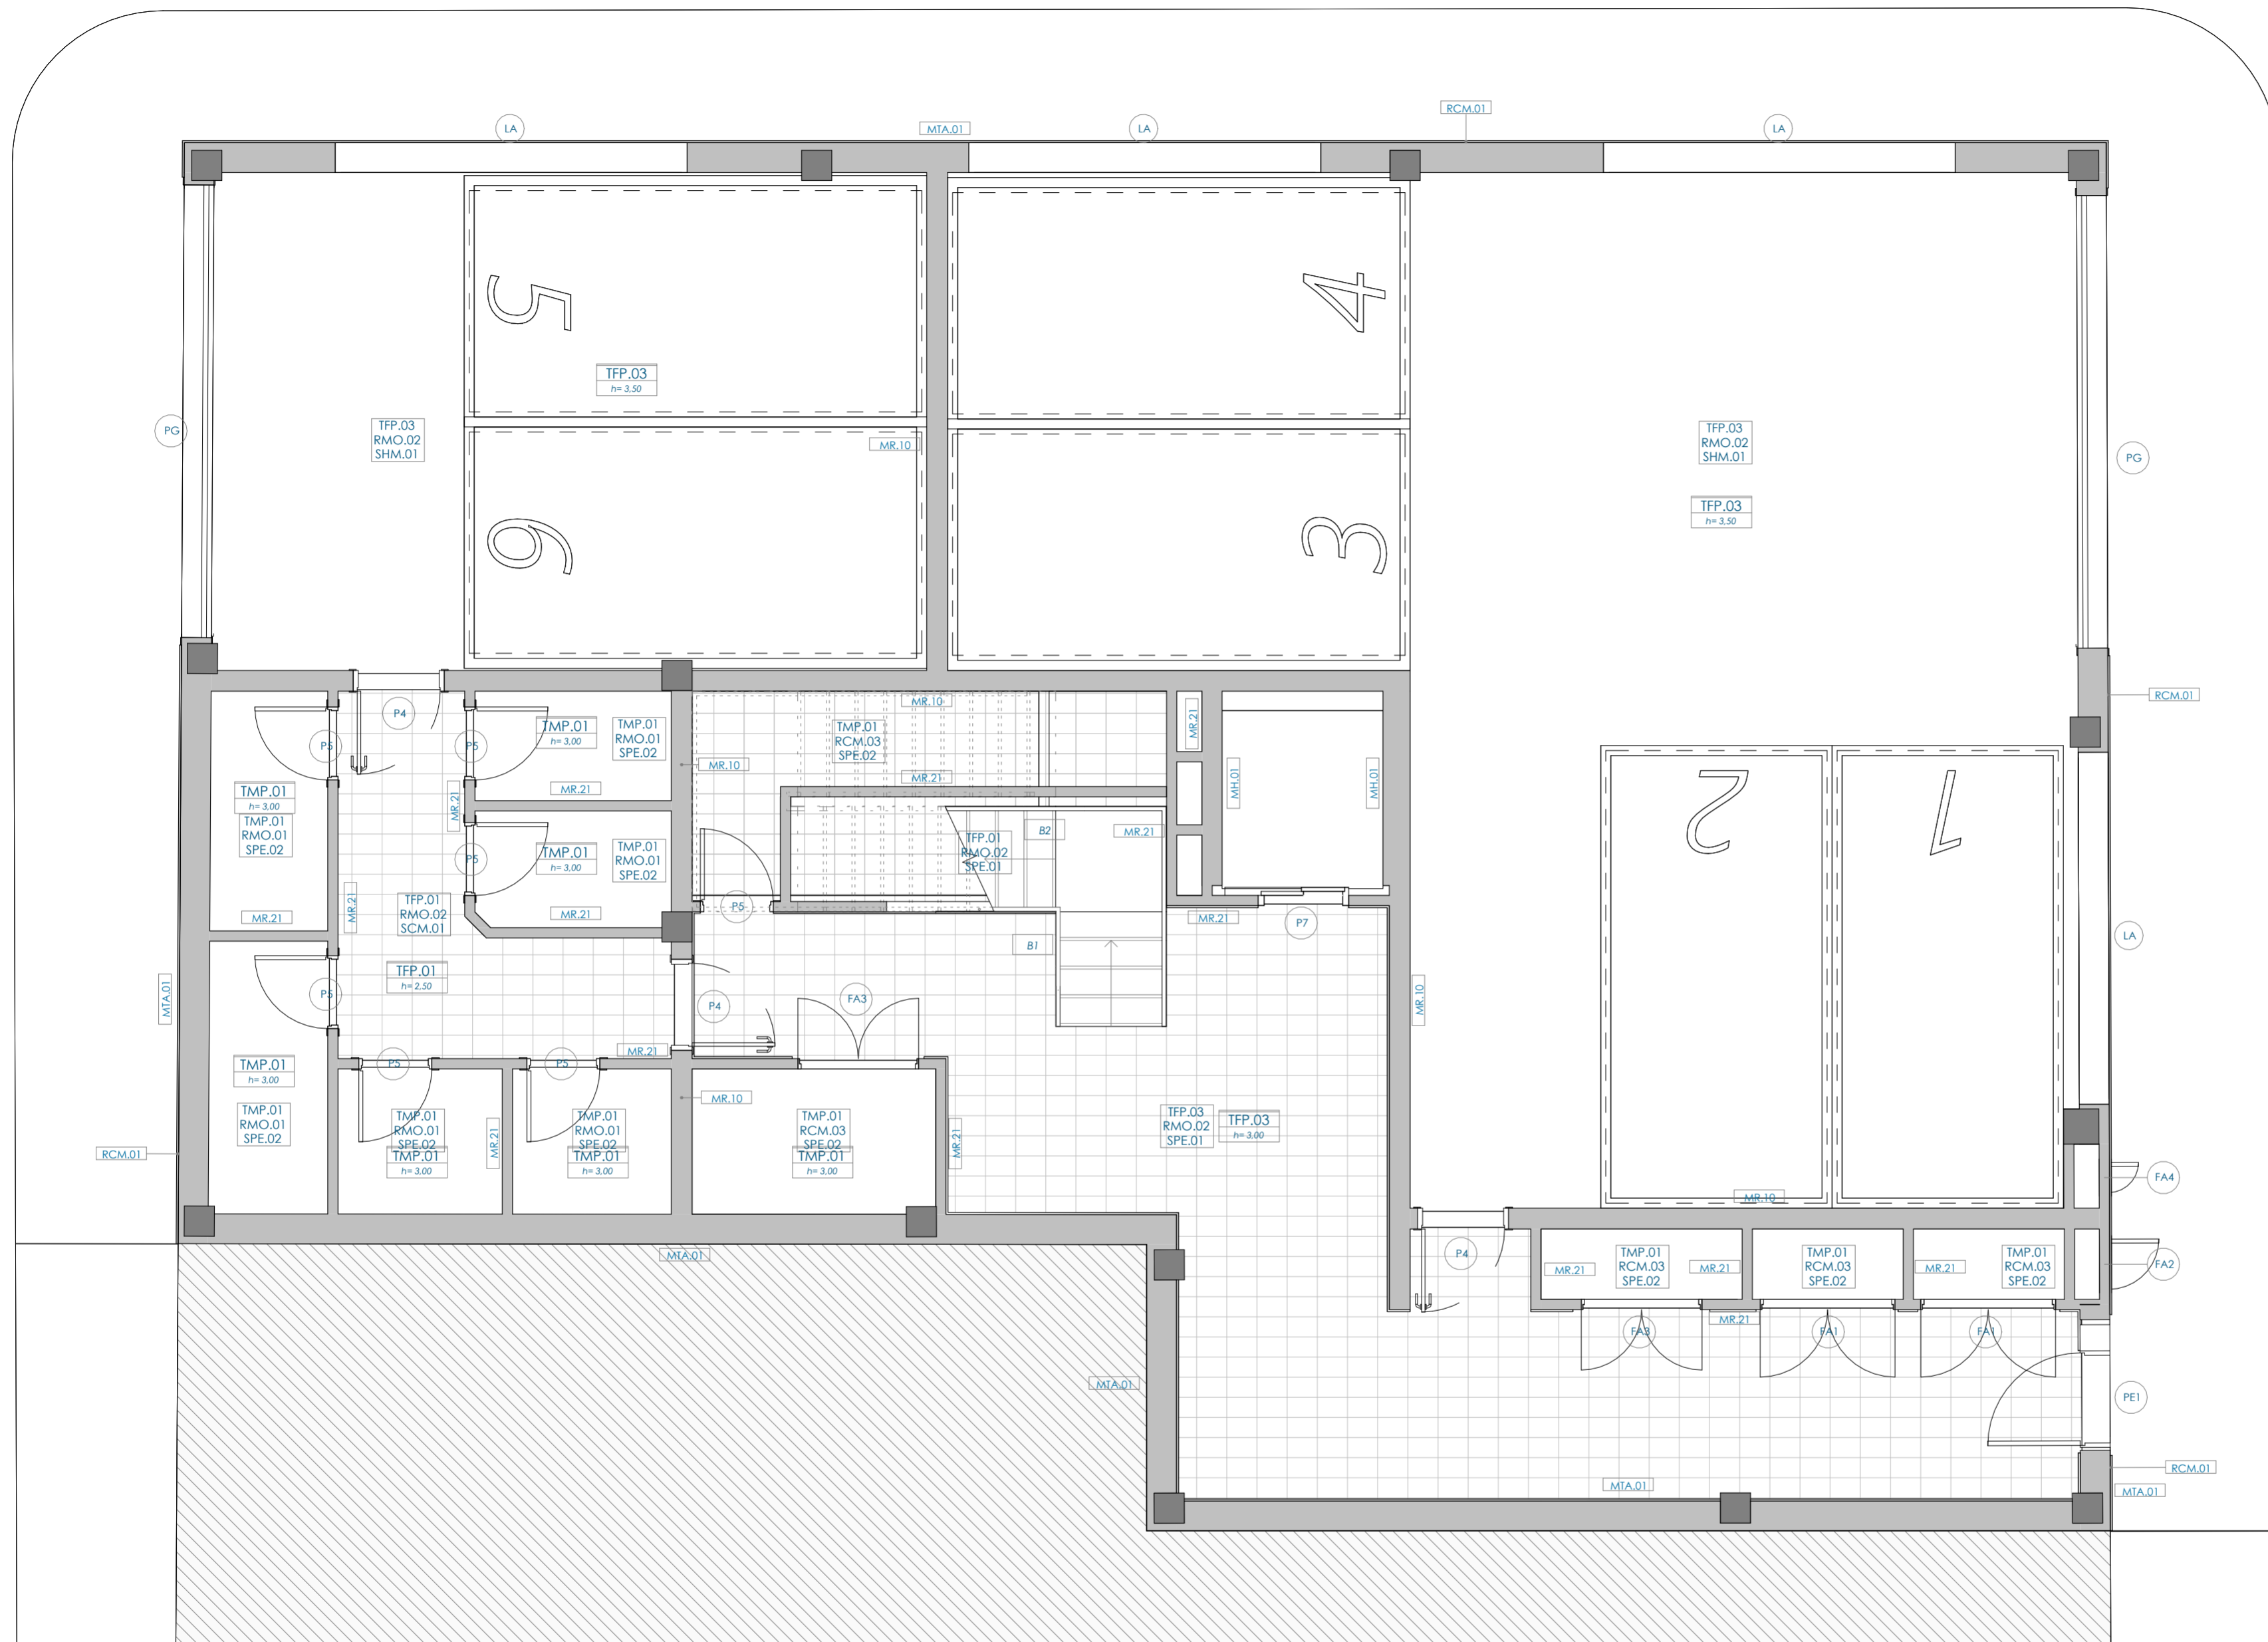 RCM.01
LA
MTA.01
LA
LA
5
4
TFP.03
h= 3,50
TFP.03
RMO.02
SHM.01
PG
MR.10
TFP.03
RMO.02
SHM.01
PG
TFP.03
h= 3,50
6
3
RCM.01
P4
MR.10
MR.21
P5
P5
TMP.01
h= 3,00
TMP.01
RMO.01
SPE.02
TMP.01
RCM.03
SPE.02
MR.10
MR.21
MH.01
MH.01
2
1
TMP.01
h= 3,00
TMP.01
RMO.01
SPE.02
MR.21
MR.21
P5
TMP.01
h= 3,00
TMP.01
RMO.01
SPE.02
TFP.01
RMO.02
SPE.01
B2
MR.21
MR.21
MR.21
MR.21
TFP.01
RMO.02
SCM.01
P5
MR.21
P7
LA
B1
TFP.01
h= 2,50
MTA.01
P5
P4
FA3
MR.10
MR.21
P5
P5
TMP.01
h= 3,00
TMP.01
RMO.01
SPE.02
RCM.01
MR.10
TMP.01
RMO.01
SPE.02
TMP.01
h= 3,00
MR.21
TMP.01
RMO.01
SPE.02
TMP.01
h= 3,00
TMP.01
RCM.03
SPE.02
TMP.01
h= 3,00
MR.21
TFP.03
RMO.02
SPE.01
TFP.03
h= 3,00
MR.10
FA4
MTA.01
P4
MR.21
TMP.01
RCM.03
SPE.02
MR.21
TMP.01
RCM.03
SPE.02
MR.21
TMP.01
RCM.03
SPE.02
FA2
MR.21
FA3
FA1
FA1
MTA.01
PE1
RCM.01
MTA.01
MTA.01